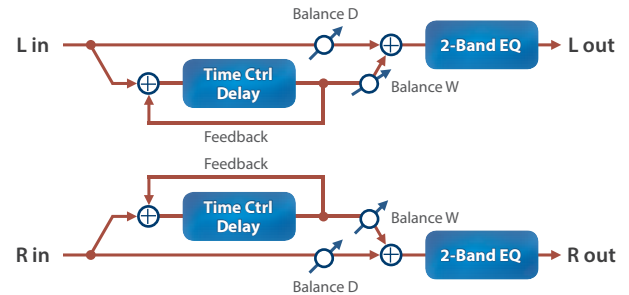 Balance D
L in
2-Band EQ
L out
Time Ctrl
Delay
Balance W
Feedback
Feedback
Time Ctrl
Delay
Balance W
R in
2-Band EQ
R out
Balance D